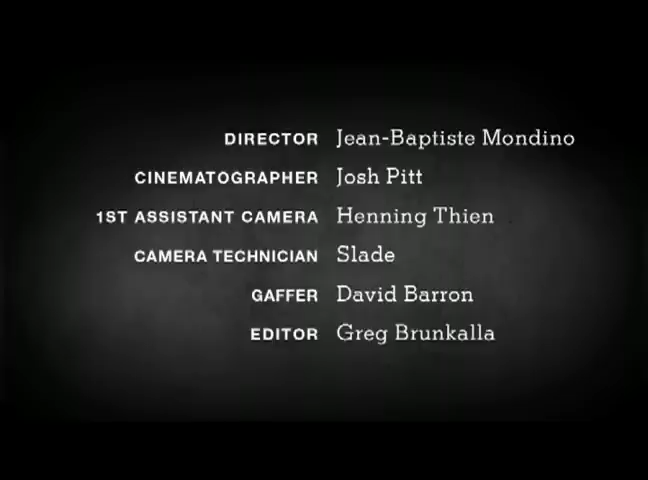 DIRECTOR Jean-Baptiste Mondino
CINEMATOGRAPHER Josh Pitt
1ST ASSISTANT CAMERA Henning Thien
CAMERA TECHNICIAN Slade
GAFFER David Barron
EDITOR Greg Brunkalla